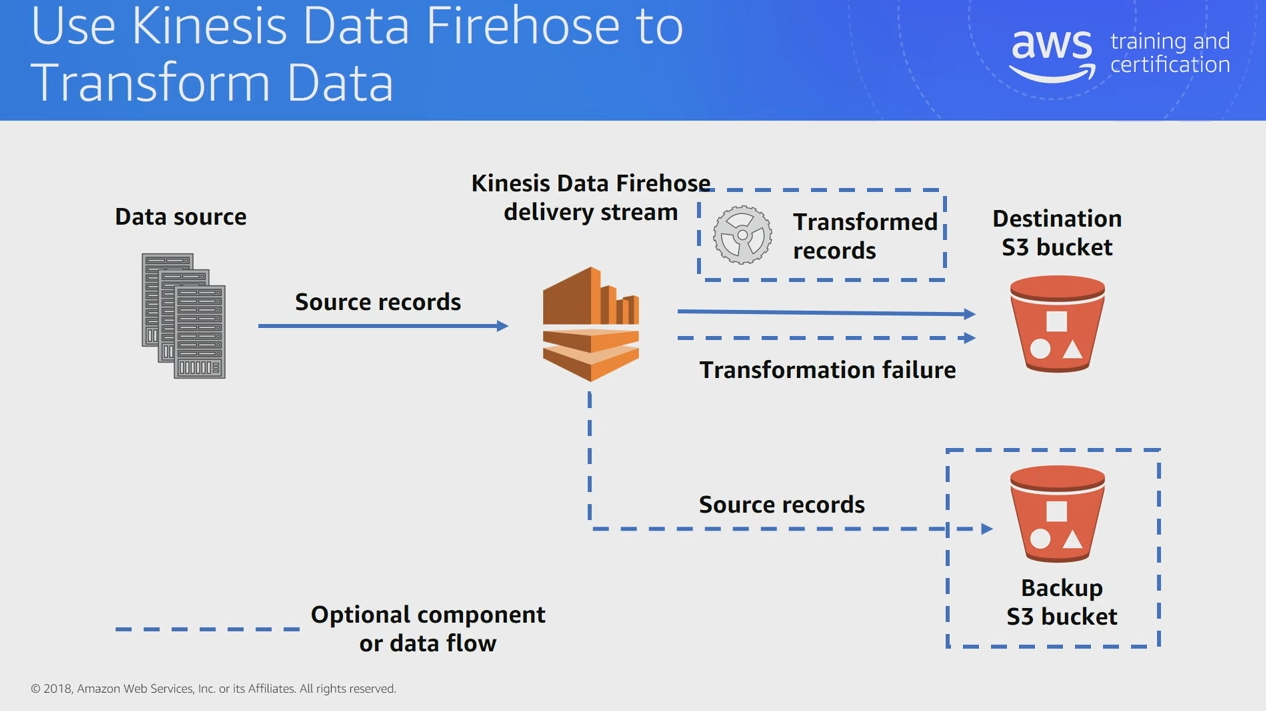 Use Kinesis Data Firehose to
Transform Data
aws
training and
certification
Data source
Source records
Kinesis Data Firehose
delivery stream
Transformed
records
Destination
S3 bucket
Transformation failure
Source records
Backup
S3 bucket
Optional component
or data flow
© 2018, Amazon Web Services, Inc. or its Affiliates. All rights reserved.